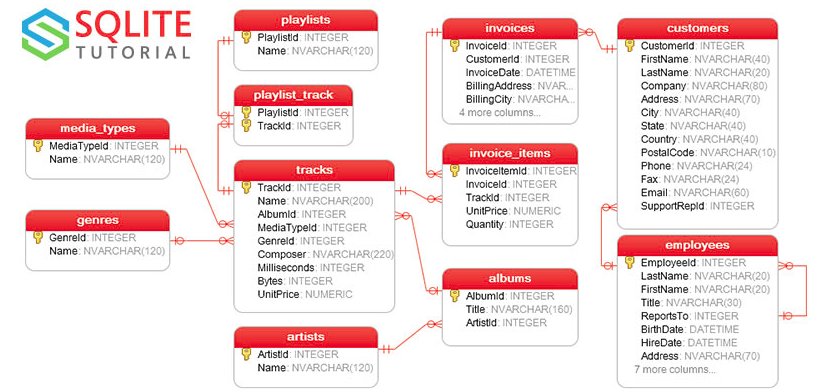 SQLITE
TUTORIAL
playlists
PlaylistId: INTEGER
Name: NVARCHAR(120)
playlist_track
PlaylistId: INTEGER
TrackId: INTEGER
media_types
MediaTypeId: INTEGER
Name: NVARCHAR(120)
genres
GenreId: INTEGER
Name: NVARCHAR(120)
tracks
TrackId: INTEGER
Name: NVARCHAR(200)
AlbumId: INTEGER
MediaTypeId: INTEGER
GenreId: INTEGER
Composer: NVARCHAR(220)
Milliseconds: INTEGER
Bytes: INTEGER
UnitPrice: NUMERIC
artists
ArtistId: INTEGER
Name: NVARCHAR(120)
invoices
InvoiceId: INTEGER
CustomerId: INTEGER
InvoiceDate: DATETIME
BillingAddress: NVAR...
BillingCity: NVARCHA...
4 more columns...
invoice_items
InvoiceItemId: INTEGER
InvoiceId: INTEGER
TrackId: INTEGER
UnitPrice: NUMERIC
Quantity: INTEGER
albums
AlbumId: INTEGER
Title: NVARCHAR(160)
ArtistId: INTEGER
customers
CustomerId: INTEGER
FirstName: NVARCHAR(40)
LastName: NVARCHAR(20)
Company: NVARCHAR(80)
Address: NVARCHAR(70)
City: NVARCHAR(40)
State: NVARCHAR(40)
Country: NVARCHAR(40)
PostalCode: NVARCHAR(10)
Phone: NVARCHAR(24)
Fax: NVARCHAR(24)
Email: NVARCHAR(60)
SupportRepId: INTEGER
employees
EmployeeId: INTEGER
LastName: NVARCHAR(20)
FirstName: NVARCHAR(20)
Title: NVARCHAR(30)
ReportsTo: INTEGER
BirthDate: DATETIME
HireDate: DATETIME
Address: NVARCHAR(70)
7 more columns...